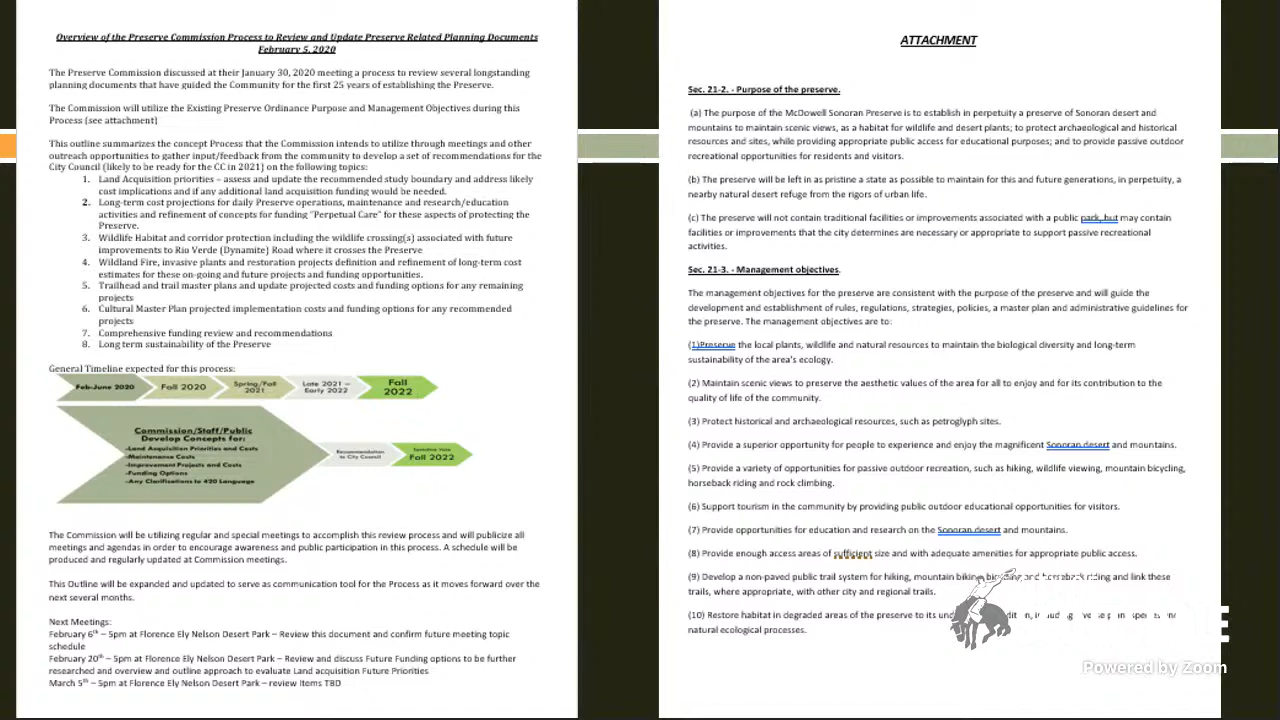 Overview of the Preserve Commission Process to Review and Update Preserve Related Planning Documents
February 5, 2020
The Preserve Commission discussed at their January 30, 2020 meeting a process to review several longstanding
planning documents that have guided the Community for the first 25 years of establishing the Preserve.
The Commission will utilize the Existing Preserve Ordinance Purpose and Management Objectives during this
Process (see attachment)
This outline summarizes the concept Process that the Commission intends to utilize through meetings and other
outreach opportunities to gather input/feedback from the community to develop a set of recommendations for the
City Council (likely to be ready for the CC in 2021) on the following topics:
1. Land Acquisition priorities – assess and update the recommended study boundary and address likely
cost implications and if any additional land acquisition funding would be needed.
2. Long-term cost projections for daily Preserve operations, maintenance and research/education
activities and refinement of concepts for funding "Perpetual Care" for these aspects of protecting the
Preserve.
3. Wildlife Habitat and corridor protection including the wildlife crossing(s) associated with future
improvements to Rio Verde (Dynamite) Road where it crosses the Preserve
4. Wildland Fire, invasive plants and restoration projects definition and refinement of long-term cost
estimates for these on-going and future projects and funding opportunities.
5. Trailhead and trail master plans and update projected costs and funding options for any remaining
projects
6. Cultural Master Plan projected implementation costs and funding options for any recommended
projects
7. Comprehensive funding review and recommendations
8. Long term sustainability of the Preserve
General Timeline expected for this process:
Feb-June 2020
Fall 2020
Spring/Fall
2021
Late 2021 –
Early 2022
Fall
2022
Commission/Staff/Public
Develop Concepts for:
-Land Acquisition Priorities and Costs
-Maintenance Costs
-Improvement Projects and Costs
-Funding Options
-Any Clarifications to 420 Language
Recommendation
to City Council
Fall 2022
The Commission will be utilizing regular and special meetings to accomplish this review process and will publicize all
meetings and agendas in order to encourage awareness and public participation in this process. A schedule will be
produced and regularly updated at Commission meetings.
This Outline will be expanded and updated to serve as communication tool for the Process as it moves forward over the
next several months.
Next Meetings:
February 6th – 5pm at Florence Ely Nelson Desert Park – Review this document and confirm future meeting topic
schedule
February 20th – 5pm at Florence Ely Nelson Desert Park – Review and discuss Future Funding options to be further
researched and overview and outline approach to evaluate Land acquisition Future Priorities
March 5th – 5pm at Florence Ely Nelson Desert Park – review Items TBD
ATTACHMENT
Sec. 21-2. - Purpose of the preserve.
(a) The purpose of the McDowell Sonoran Preserve is to establish in perpetuity a preserve of Sonoran desert and
mountains to maintain scenic views, as a habitat for wildlife and desert plants; to protect archaeological and historical
resources and sites, while providing appropriate public access for educational purposes; and to provide passive outdoor
recreational opportunities for residents and visitors.
(b) The preserve will be left in as pristine a state as possible to maintain for this and future generations, in perpetuity, a
nearby natural desert refuge from the rigors of urban life.
(c) The preserve will not contain traditional facilities or improvements associated with a public park, but may contain
facilities or improvements that the city determines are necessary or appropriate to support passive recreational
activities.
Sec. 21-3. - Management objectives.
The management objectives for the preserve are consistent with the purpose of the preserve and will guide the
development and establishment of rules, regulations, strategies, policies, a master plan and administrative guidelines for
the preserve. The management objectives are to:
(1)Preserve the local plants, wildlife and natural resources to maintain the biological diversity and long-term
sustainability of the area's ecology.
(2) Maintain scenic views to preserve the aesthetic values of the area for all to enjoy and for its contribution to the
quality of life of the community.
(3) Protect historical and archaeological resources, such as petroglyph sites.
(4) Provide a superior opportunity for people to experience and enjoy the magnificent Sonoran desert and mountains.
(5) Provide a variety of opportunities for passive outdoor recreation, such as hiking, wildlife viewing, mountain bicycling,
horseback riding and rock climbing.
(6) Support tourism in the community by providing public outdoor educational opportunities for visitors.
(7) Provide opportunities for education and research on the Sonoran desert and mountains.
(8) Provide enough access areas of sufficient size and with adequate amenities for appropriate public access.
(9) Develop a non-paved public trail system for hiking, mountain biking and horseback riding and link these
trails, where appropriate, with other city and regional trails.
(10) Restore habitat in degraded areas of the preserve to its
natural ecological processes.
Powered by Zoom